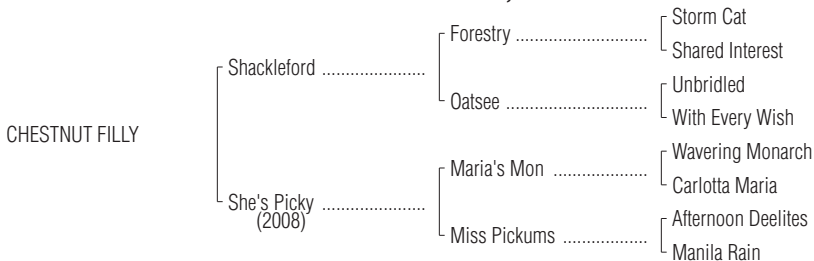 Storm Cat
Forestry ........................
Shared Interest
Shackleford ......................
Unbridled
Oatsee ..............................
With Every Wish
CHESTNUT FILLY
Wavering Monarch
Maria's Mon ....................
Carlotta Maria
She's Picky ......................
(2008)
Afternoon Deelites
Miss Pickums ..................
Manila Rain